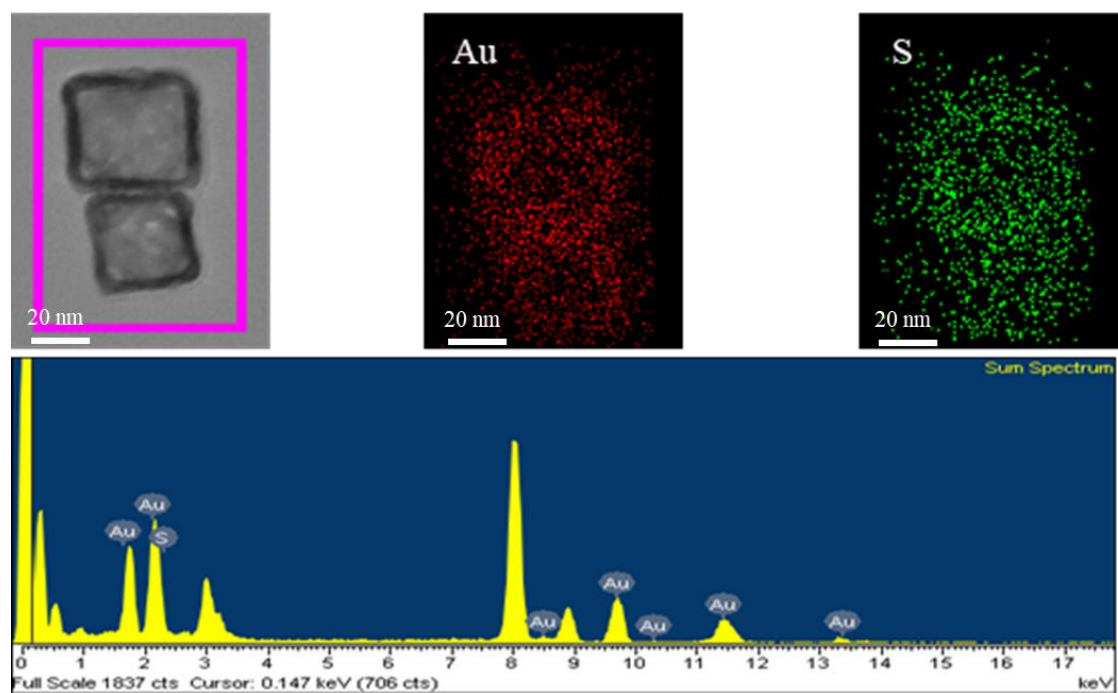 Au
S
20 nm
20 nm
20 nm
Sum Spectrum
Au
Au
S
Au
Au
Au
Au
Au
0 1 2 3 4 5 6 7 8 9 10 11 12 13 14 15 16 17
Full Scale 1837 cts Cursor: 0.147 keV (706 cts) keV